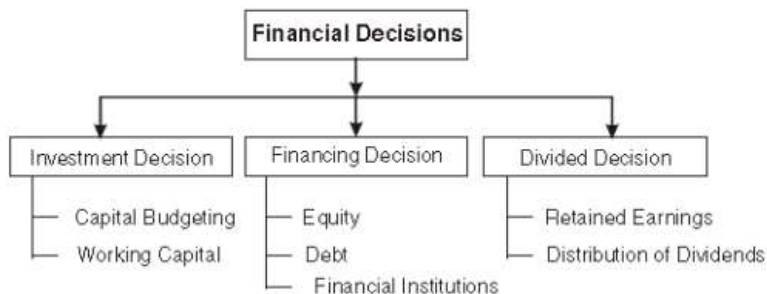 Financial Decisions
Investment Decision
Capital Budgeting
Working Capital
Financing Decision
Equity
Debt
Financial Institutions
Divided Decision
Retained Earnings
Distribution of Dividends